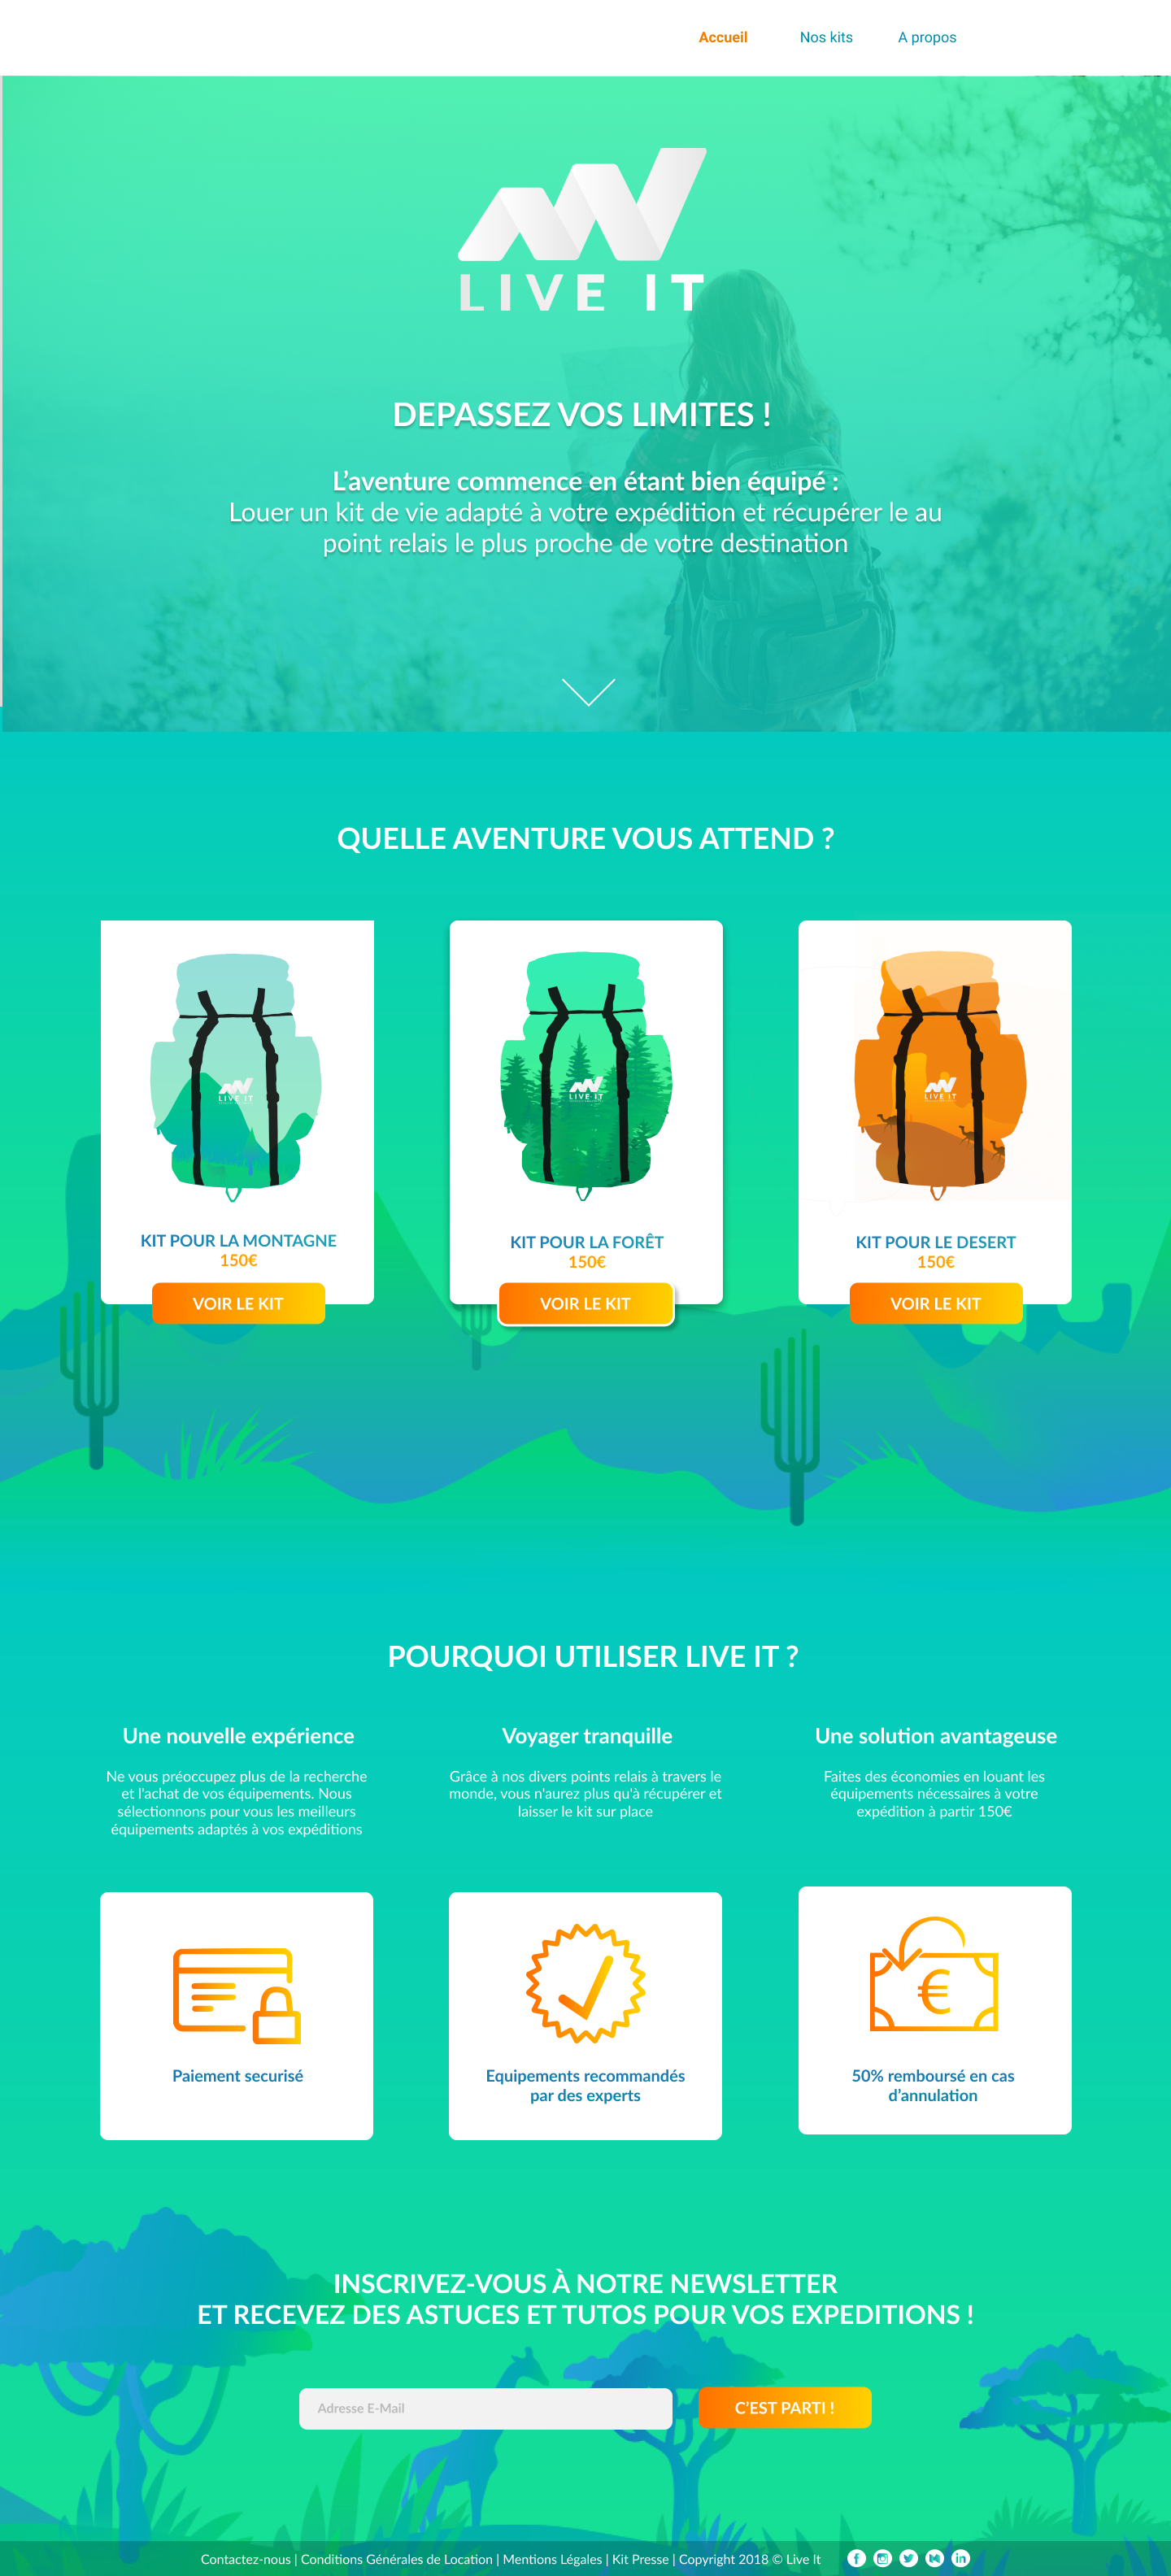 Accueil Nos kits A propos
LIVE IT
DEPASSEZ VOS LIMITES !
L'aventure commence en étant bien équipé :
Louer un kit de vie adapté à votre expédition et récupérer le au
point relais le plus proche de votre destination
QUELLE AVENTURE VOUS ATTEND ?
LIVE IT
KIT POUR LA MONTAGNE
150€
VOIR LE KIT
LIVE IT
KIT POUR LA FORÊT
150€
VOIR LE KIT
LIVE IT
KIT POUR LE DESERT
150€
VOIR LE KIT
POURQUOI UTILISER LIVE IT ?
Une nouvelle expérience
Ne vous préoccupez plus de la recherche
et l'achat de vos équipements. Nous
sélectionnons pour vous les meilleurs
équipements adaptés à vos expéditions
Voyager tranquille
Grâce à nos divers points relais à travers le
monde, vous n'aurez plus qu'à récupérer et
laisser le kit sur place
Une solution avantageuse
Faites des économies en louant les
équipements nécessaires à votre
expédition à partir 150€
Paiement securisé
Equipements recommandés
par des experts
€
50% remboursé en cas
d'annulation
INSCRIVEZ-VOUS À NOTRE NEWSLETTER
ET RECEVEZ DES ASTUCES ET TUTOS POUR VOS EXPEDITIONS !
Adresse E-Mail
C'EST PARTI !
Contactez-nous | Conditions Générales de Location | Mentions Légales | Kit Presse | Copyright 2018 © Live It